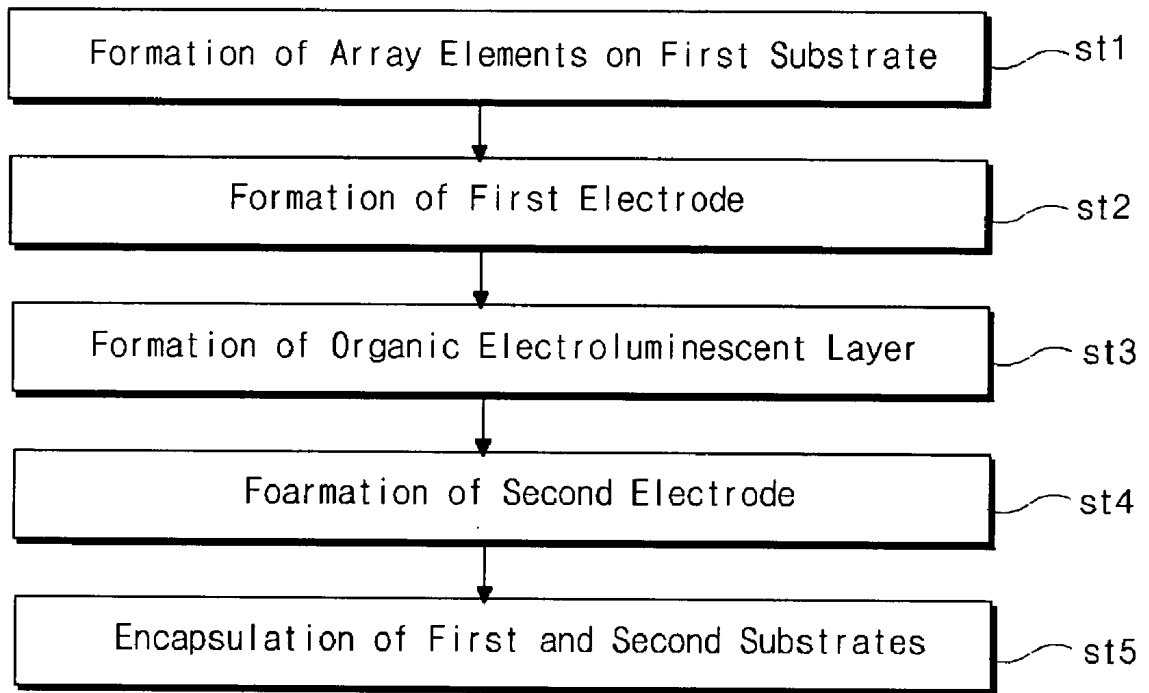 Formation of Array Elements on First Substrate
st1
Formation of First Electrode
st2
Formation of Organic Electroluminescent Layer
st3
Foarmation of Second Electrode
st4
Encapsulation of First and Second Substrates
st5